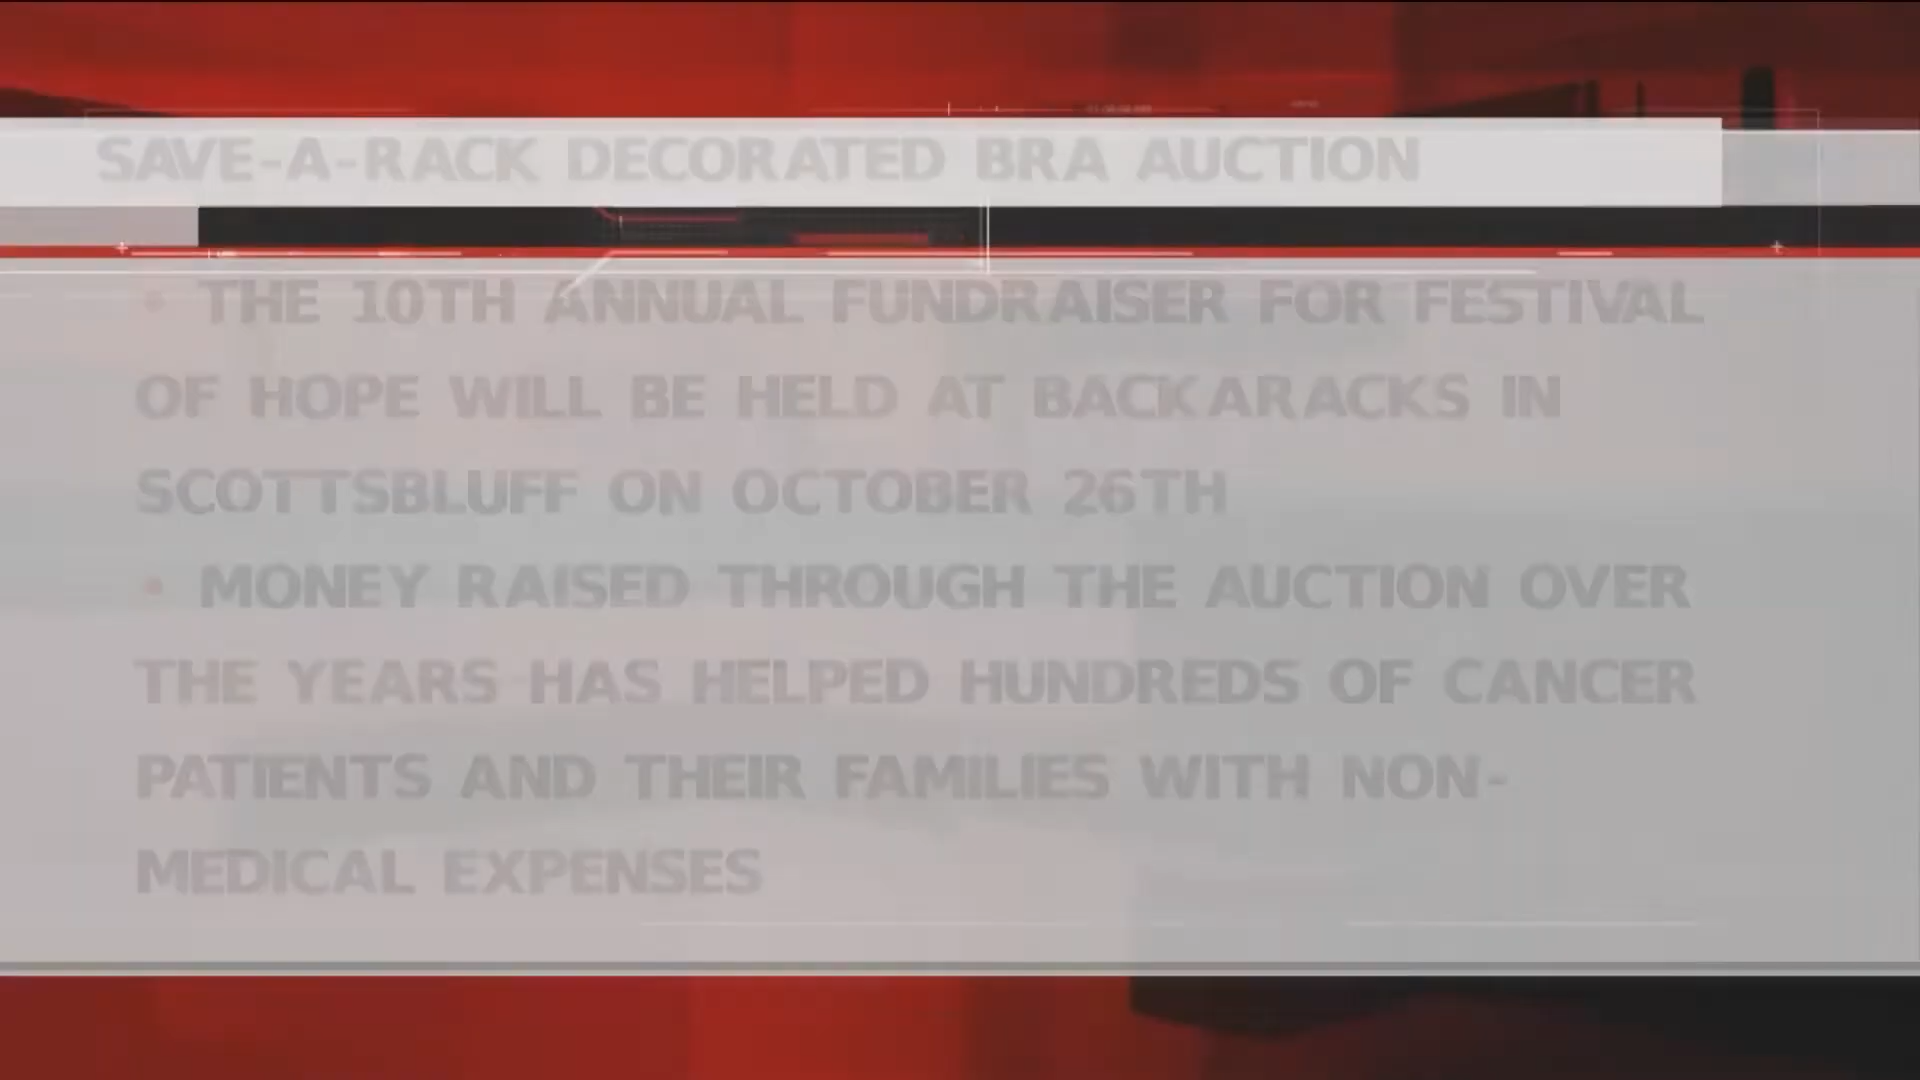 SAVE-A-RACK DECORATED BRA AUCTION
• THE 10TH ANNUAL FUNDRAISER FOR FESTIVAL
OF HOPE WILL BE HELD AT BACKARACKS IN
SCOTTSBLUFF ON OCTOBER 26TH
• MONEY RAISED THROUGH THE AUCTION OVER
THE YEARS HAS HELPED HUNDREDS OF CANCER
PATIENTS AND THEIR FAMILIES WITH NON-
MEDICAL EXPENSES